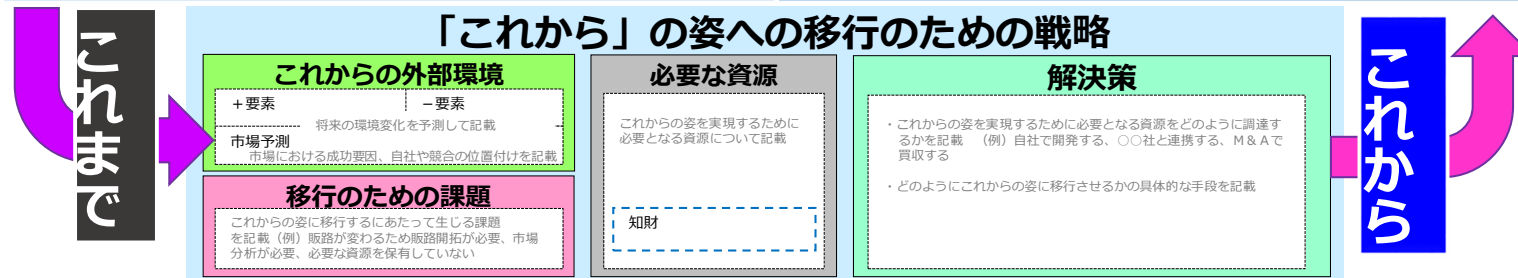 これまで
「これから」の姿への移行のための戦略
これからの外部環境
+要素
−要素
将来の環境変化を予測して記載
市場予測
市場における成功要因、自社や競合の位置付けを記載
移行のための課題
これからの姿に移行するにあたって生じる課題
を記載（例）販路が変わるため販路開拓が必要、市場
分析が必要、必要な資源を保有していない
必要な資源
これからの姿を実現するために
必要となる資源について記載
知財
解決策
・これからの姿を実現するために必要となる資源をどのように調達す
るかを記載　（例）自社で開発する、○○社と連携する、Ｍ＆Ａで
買収する
・どのようにこれからの姿に移行させるかの具体的な手段を記載
これから